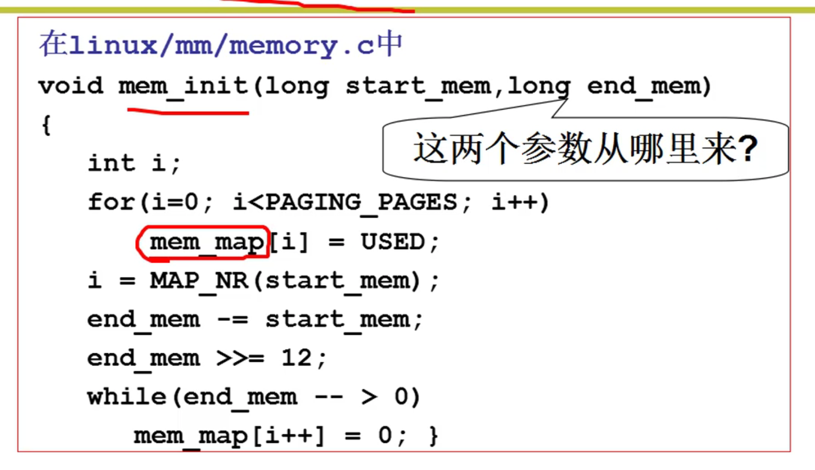 在linux/mm/memory.c中
void mem_init(long start_mem,long end_mem)
{
这两个参数从哪里来?
int i;
for(i=0; i<PAGING_PAGES; i++)
mem_map[i] = USED;
i = MAP_NR(start_mem);
end_mem -= start_mem;
end_mem >>= 12;
while(end_mem -- > 0)
mem_map[i++] = 0; }